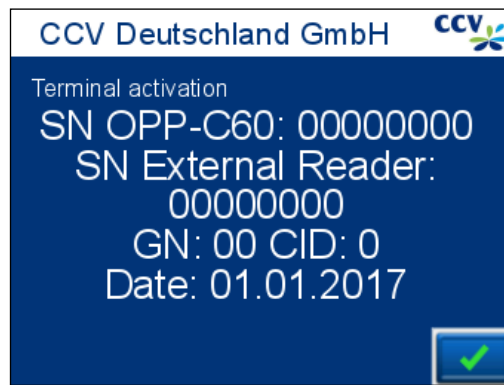 CCV Deutschland GmbH
CCV
Terminal activation
SN OPP-C60: 00000000
SN External Reader:
00000000
GN: 00 CID: 0
Date: 01.01.2017